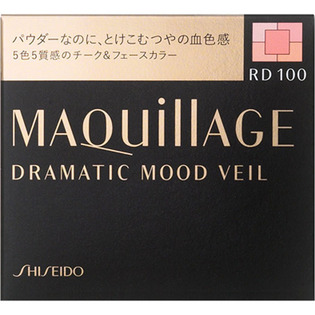 パウダーなのに、とけこむつやの血色感
5色5質感のチーク&フェースカラー
RD 100
MAQuillAGE
DRAMATIC MOOD VEIL
SHISEIDO